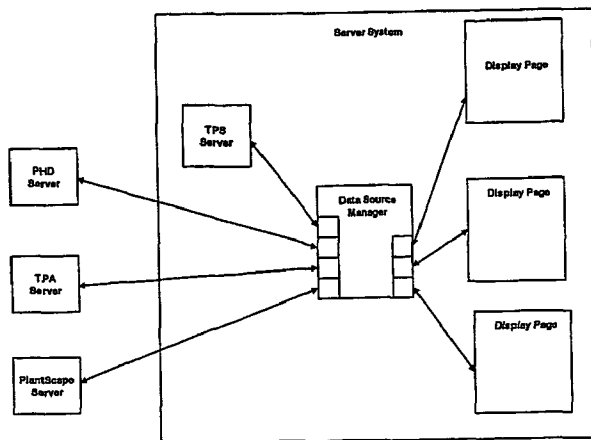 Server System
Display Page
TPS
Server
PHD
Server
Data Source
Manager
Display Page
TPA
Server
Display Page
PlantScape
Server